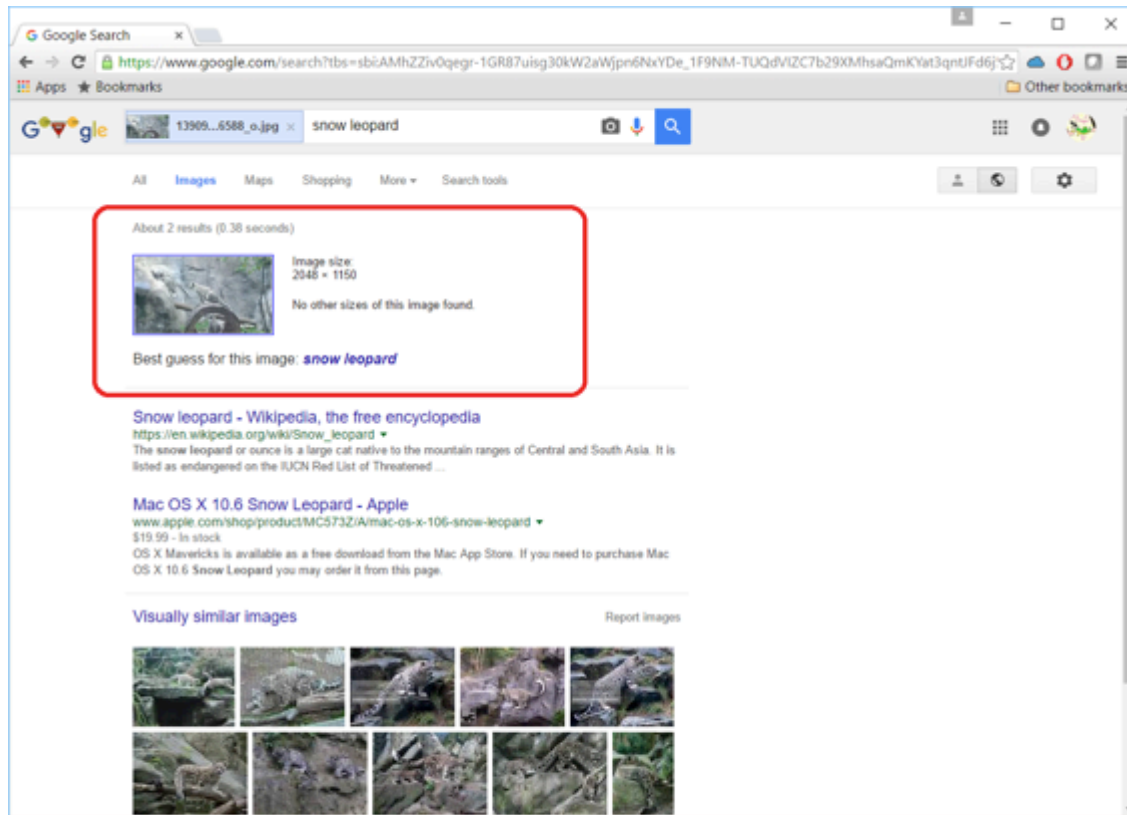 Google Search
https://www.google.com/search?tbs=sbi:AMhZZiv0qegr-1GR87uisg30kW2aWjpn6NxYDe_1F9NM-TUQdVIZC7b29XMhsaQmKYat3qntJFd6j
Apps Bookmarks Other bookmarks
G gle 13909...6588_o.jpg snow leopard
All Images Maps Shopping More Search tools
About 2 results (0.38 seconds)
Image size:
2048 × 1150
No other sizes of this image found.
Best guess for this image: snow leopard
Snow leopard - Wikipedia, the free encyclopedia
https://en.wikipedia.org/wiki/Snow_leopard
The snow leopard or ounce is a large cat native to the mountain ranges of Central and South Asia. It is
listed as endangered on the IUCN Red List of Threatened ...
Mac OS X 10.6 Snow Leopard - Apple
www.apple.com/shop/product/MC573Z/A/mac-os-x-106-snow-leopard
$19.99 - In stock
OS X Mavericks is available as a free download from the Mac App Store. If you need to purchase Mac
OS X 10.6 Snow Leopard you may order it from this page.
Visually similar images Report images